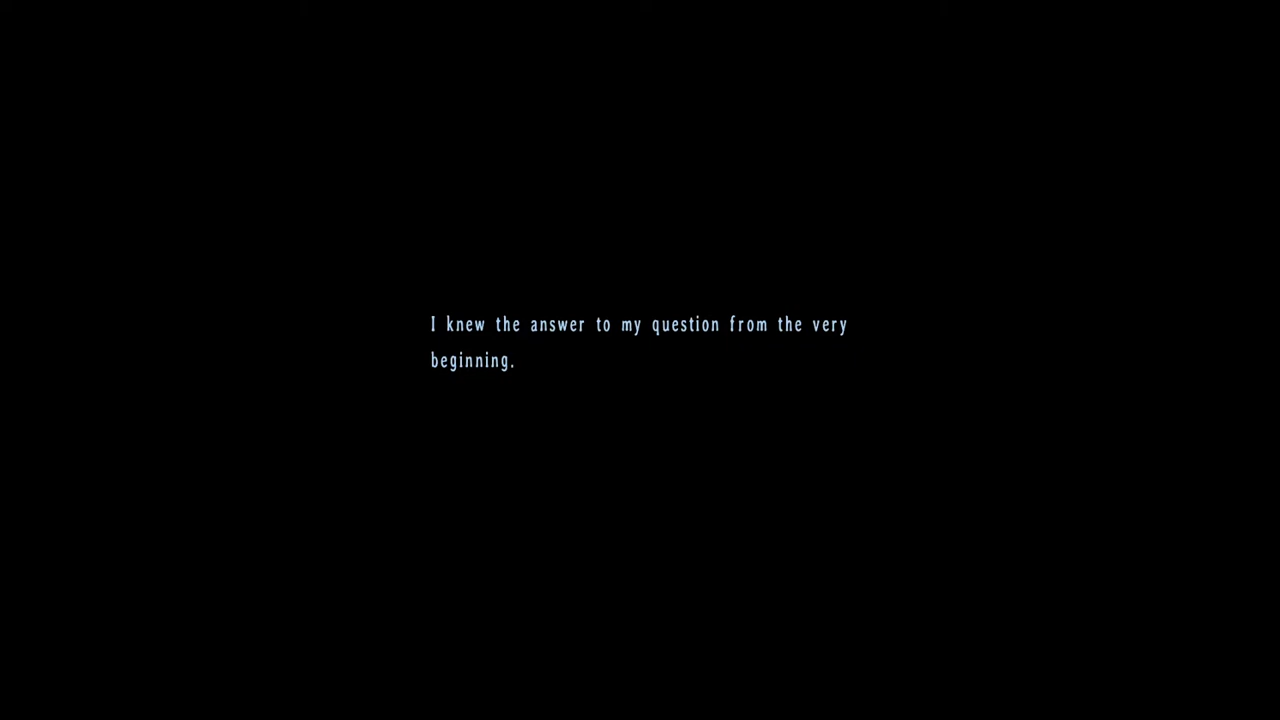 I knew the answer to my question from the very
beginning.